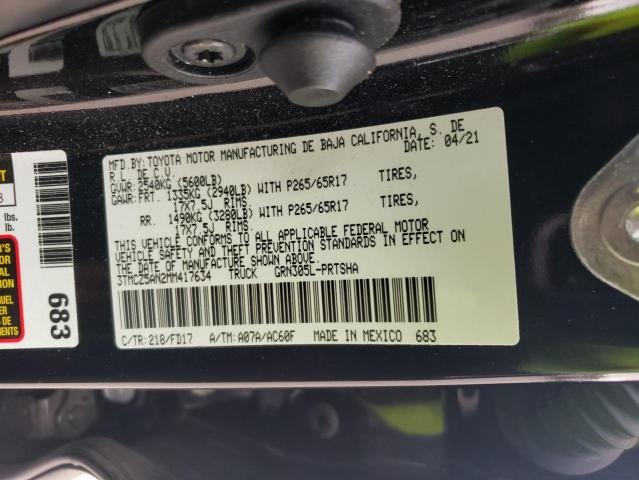 MFD.BY: TOYOTA MOTOR MANUFACTURING DE BAJA CALIFORNIA, S. DE
R.L. DE C.V. DATE: 04/21
GVWR: 2540KG (5600LB)
GAWR: FRT. 1335KG (2940LB) WITH P265/65R17 TIRES,
17X7.5J RIMS
RR. 1490KG (3280LB) WITH P265/65R17 TIRES,
17X7.5J RIMS.
THIS VEHICLE CONFORMS TO ALL APPLICABLE FEDERAL MOTOR
VEHICLE SAFETY AND THEFT PREVENTION STANDARDS IN EFFECT ON
THE DATE OF MANUFACTURE SHOWN ABOVE.
3TMCZ5AN2MM417634 TRUCK GRN305L-PRTSHA
C/TR: 218/FD17 A/TM: A07A/AC60F MADE IN MEXICO 683
683
lbs.
lb.